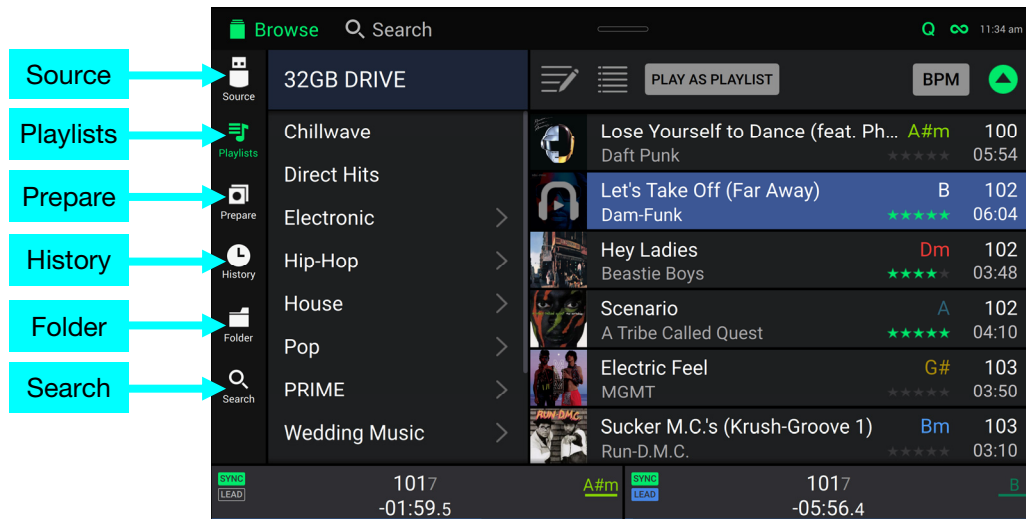 Browse Search Q 11:34 am
Source
Playlists
Prepare
History
Folder
Search
Source
Playlists
Prepare
History
Folder
Search
32GB DRIVE
Chillwave
Direct Hits
Electronic
Hip-Hop
House
Pop
PRIME
Wedding Music
PLAY AS PLAYLIST BPM
Lose Yourself to Dance (feat. Ph... A#m 100
Daft Punk 05:54
Let's Take Off (Far Away) B 102
Dam-Funk 06:04
Hey Ladies Dm 102
Beastie Boys 03:48
Scenario A 102
A Tribe Called Quest 04:10
Electric Feel G# 103
MGMT 03:50
RUN DMC
Sucker M.C.'s (Krush-Groove 1) Bm 103
Run-D.M.C. 03:10
SYNC 1017 A#m
LEAD -01:59.5
SYNC 1017 B
LEAD -05:56.4